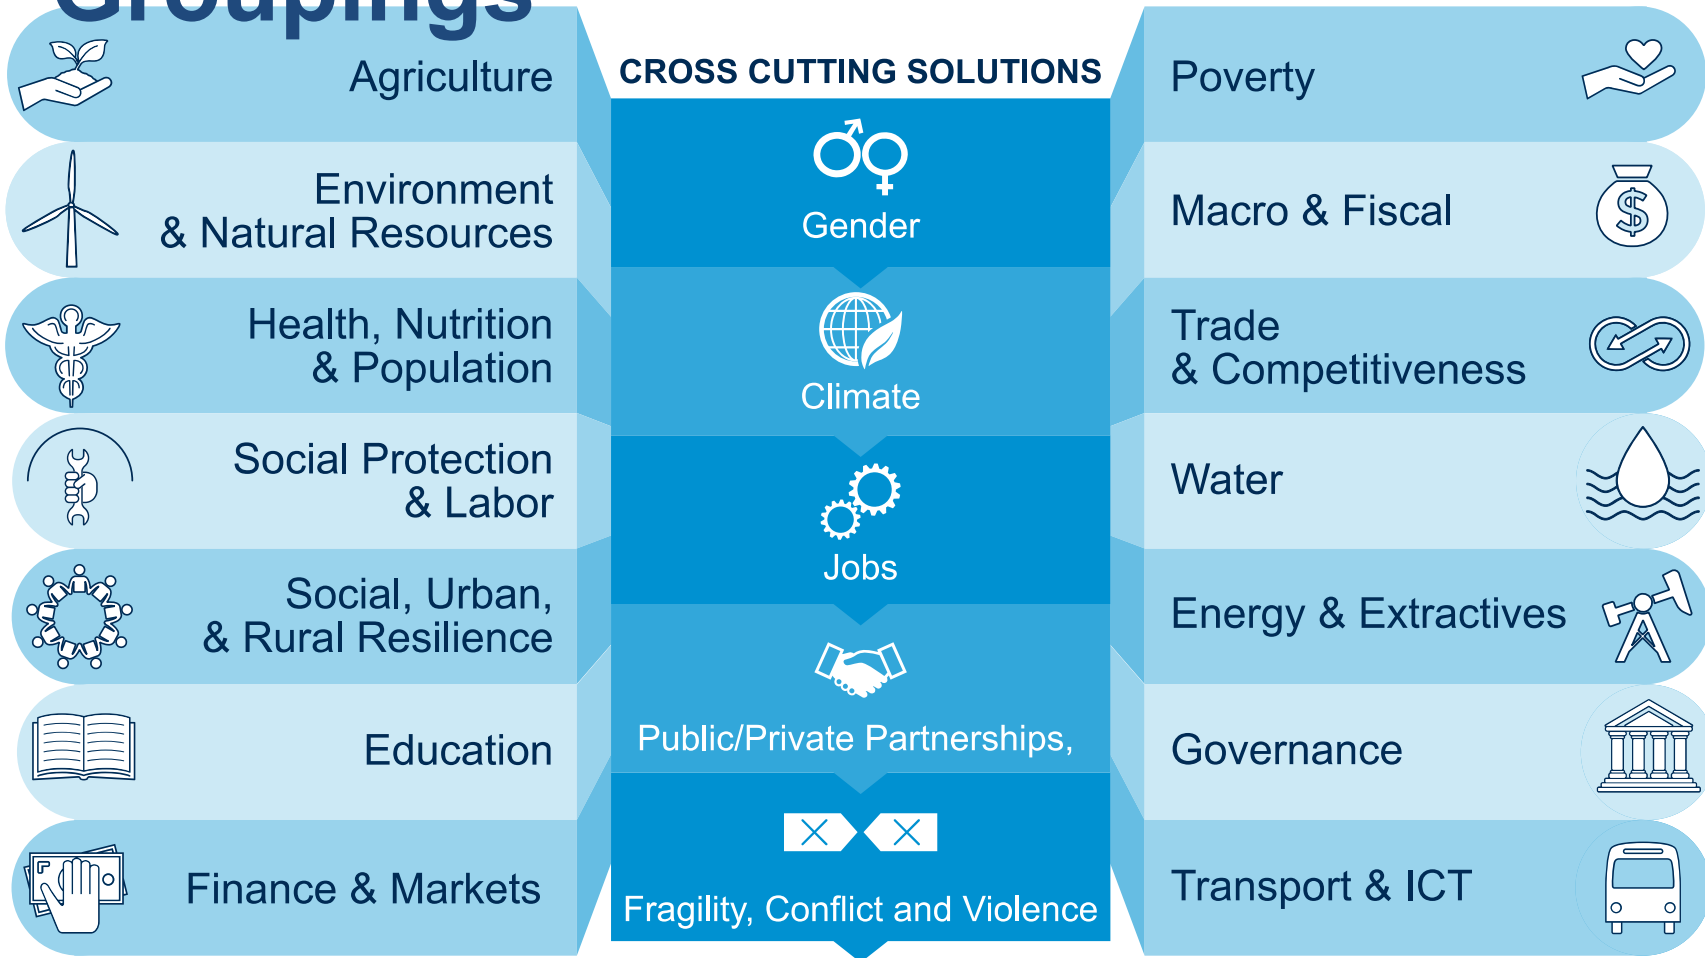 Groupings
Agriculture
Environment
& Natural Resources
Health, Nutrition
& Population
Social Protection
& Labor
Social, Urban,
& Rural Resilience
Education
Finance & Markets
CROSS CUTTING SOLUTIONS
Gender
Climate
Jobs
Public/Private Partnerships,
Fragility, Conflict and Violence
Poverty
Macro & Fiscal
$
Trade
& Competitiveness
Water
Energy & Extractives
Governance
Transport & ICT